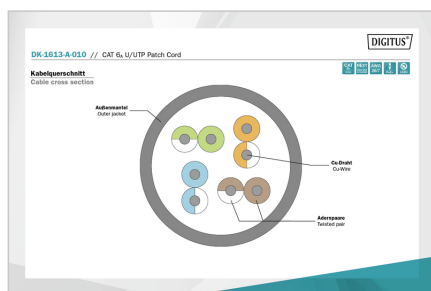 DIGITUS®
DK-1613-A-010 // CAT 6A U/UTP Patch Cord
Kabelquerschnitt
Cable cross section
Außenmantel
Outer jacket
Cu-Draht
Cu-Wire
Adernpaare
Twisted pair